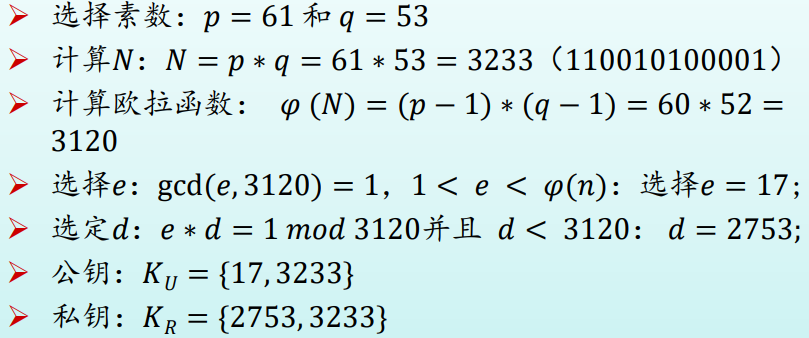 ➢ 选择素数：p = 61 和 q = 53
➢ 计算N：N = p ∗ q = 61 ∗ 53 = 3233（110010100001）
➢ 计算欧拉函数： φ (N) = (p − 1) ∗ (q − 1) = 60 ∗ 52 =
3120
➢ 选择e：gcd(e, 3120) = 1，1 < e < φ(n)：选择e = 17；
➢ 选定d：e ∗ d = 1 mod 3120并且 d < 3120： d = 2753;
➢ 公钥：K_U = {17, 3233}
➢ 私钥：K_R = {2753, 3233}